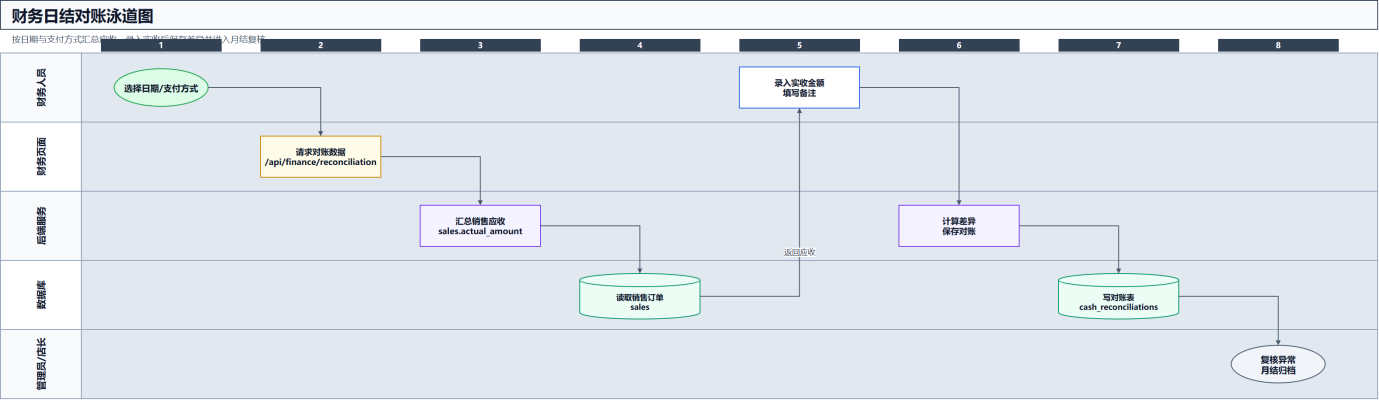 财务日结对账泳道图
按日期与支付方式汇总应收，录入实收后保存差异并进入月结复核
1 2 3 4 5 6 7 8
财务人员
选择日期/支付方式
录入实收金额
填写备注
财务页面
请求对账数据
/api/finance/reconciliation
后端服务
汇总销售应收
sales.actual_amount
计算差异
保存对账
返回应收
数据库
读取销售订单
sales
写对账表
cash_reconciliations
管理员/店长
复核异常
月结归档